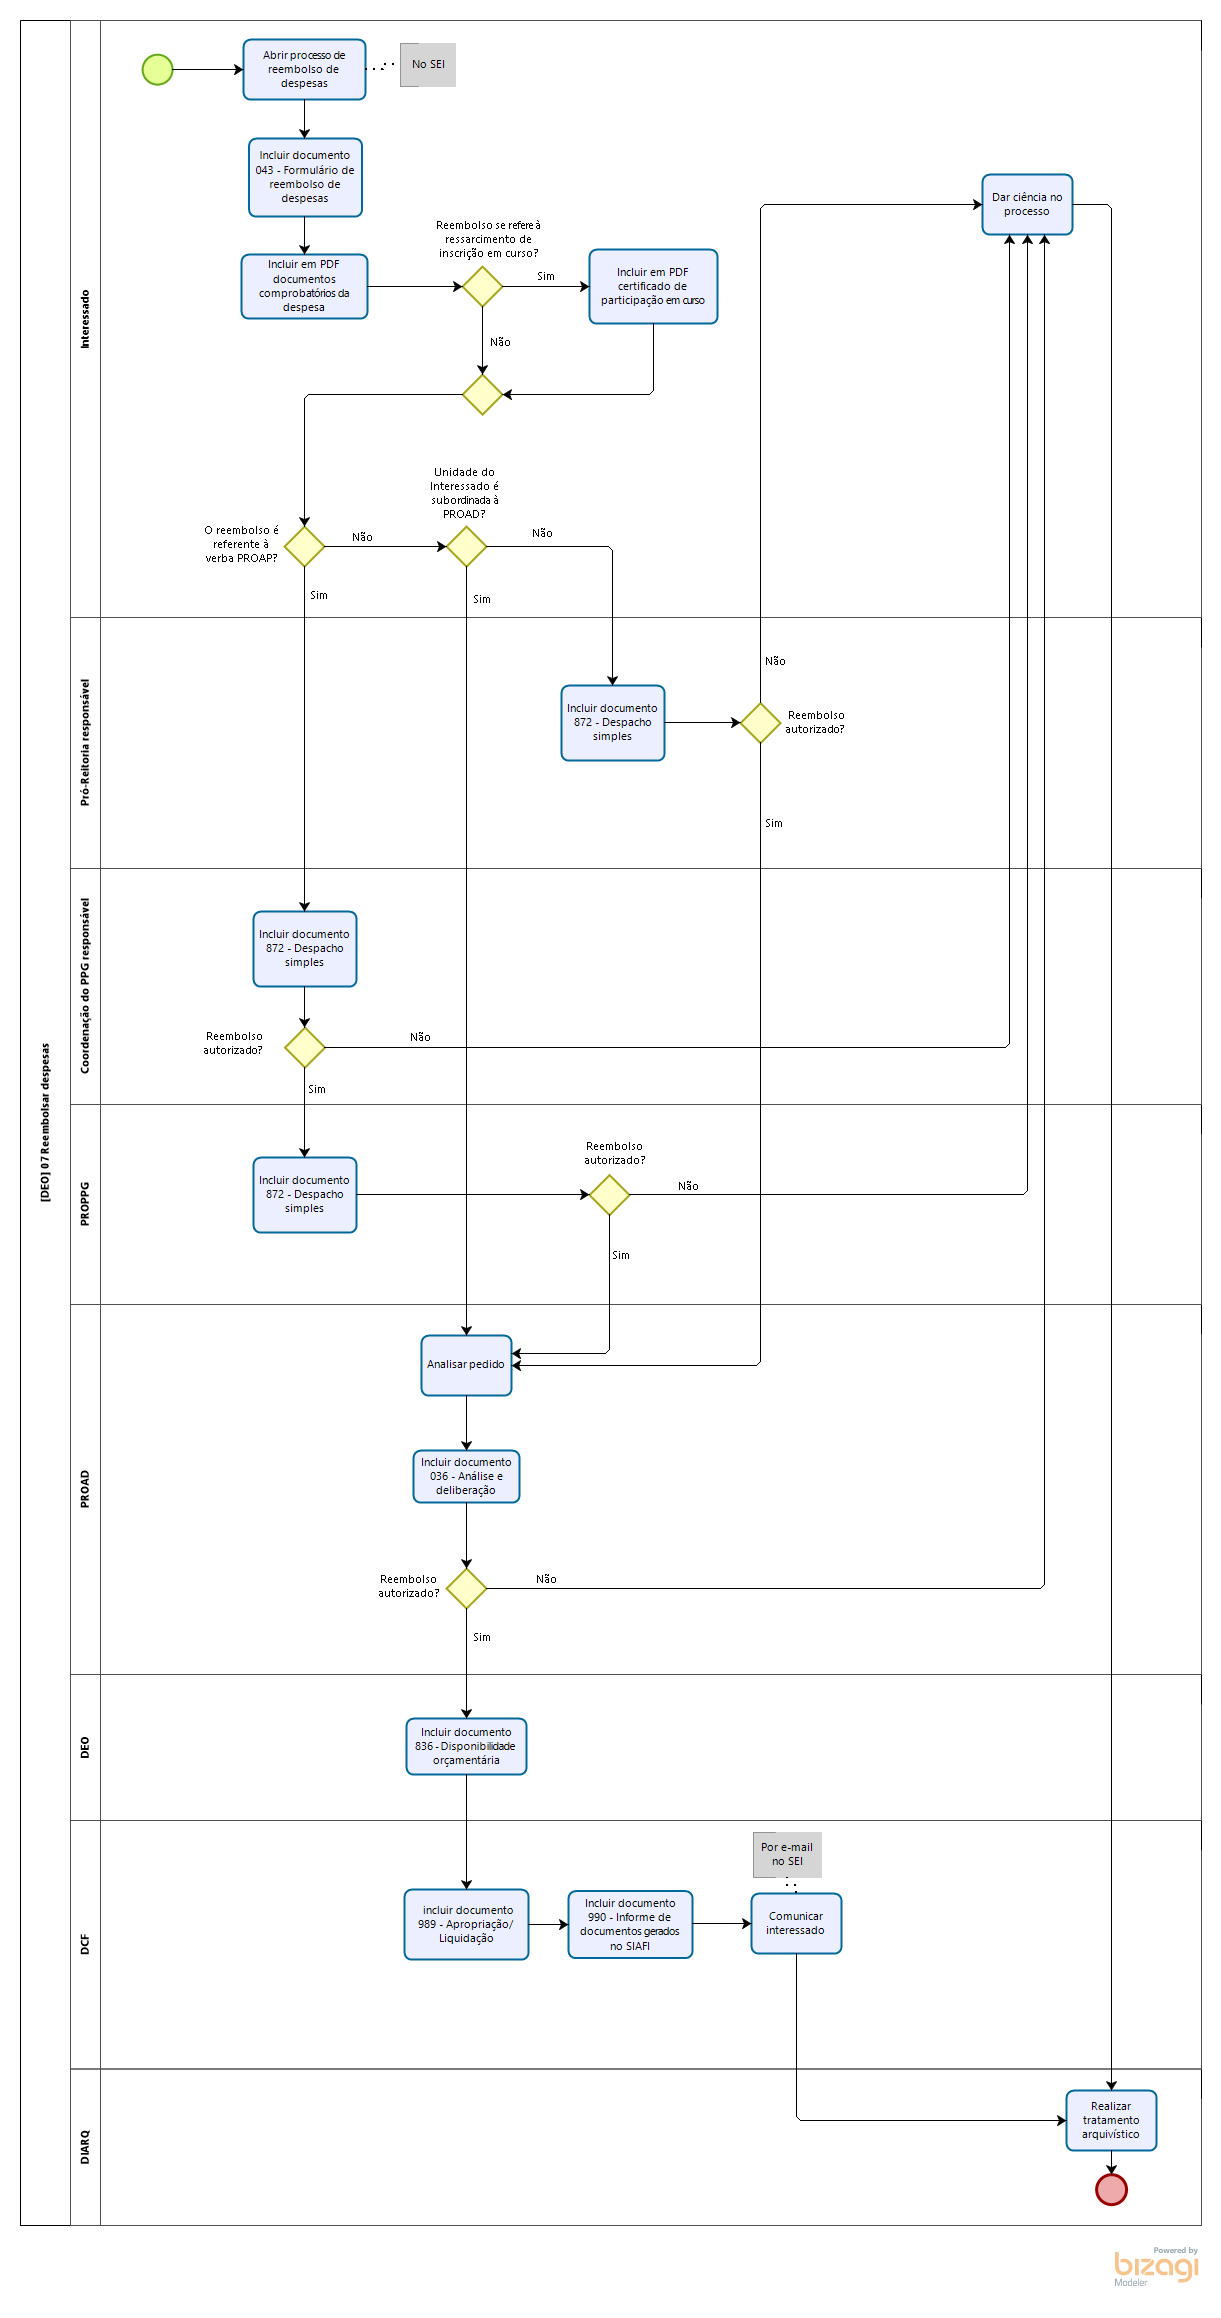 [DEO] 07 Reembolsar despesas
Interessado
Abrir processo de
reembolso de
despesas
No SEI
Incluir documento
043 - Formulário de
reembolso de
despesas
Incluir em PDF
documentos
comprobatórios da
despesa
Reembolso se refere à
ressarcimento de
inscrição em curso?
Sim
Não
Incluir em PDF
certificado de
participação em curso
Dar ciência no
processo
O reembolso é
referente à
verba PROAP?
Não
Sim
Unidade do
Interessado é
subordinada à
PROAD?
Não
Sim
Pró-Reitoria responsável
Incluir documento
872 - Despacho
simples
Não
Reembolso
autorizado?
Sim
Coordenação do PPG responsável
Incluir documento
872 - Despacho
simples
Reembolso
autorizado?
Não
Sim
PROPPG
Incluir documento
872 - Despacho
simples
Reembolso
autorizado?
Não
Sim
PROAD
Analisar pedido
Incluir documento
036 - Análise e
deliberação
Reembolso
autorizado?
Não
Sim
DEO
Incluir documento
836 - Disponibilidade
orçamentária
DCF
incluir documento
989 - Apropriação/
Liquidação
Incluir documento
990 - Informe de
documentos gerados
no SIAFI
Por e-mail
no SEI
Comunicar
interessado
DIARQ
Realizar
tratamento
arquivístico
Powered by
bizagi
Modeler